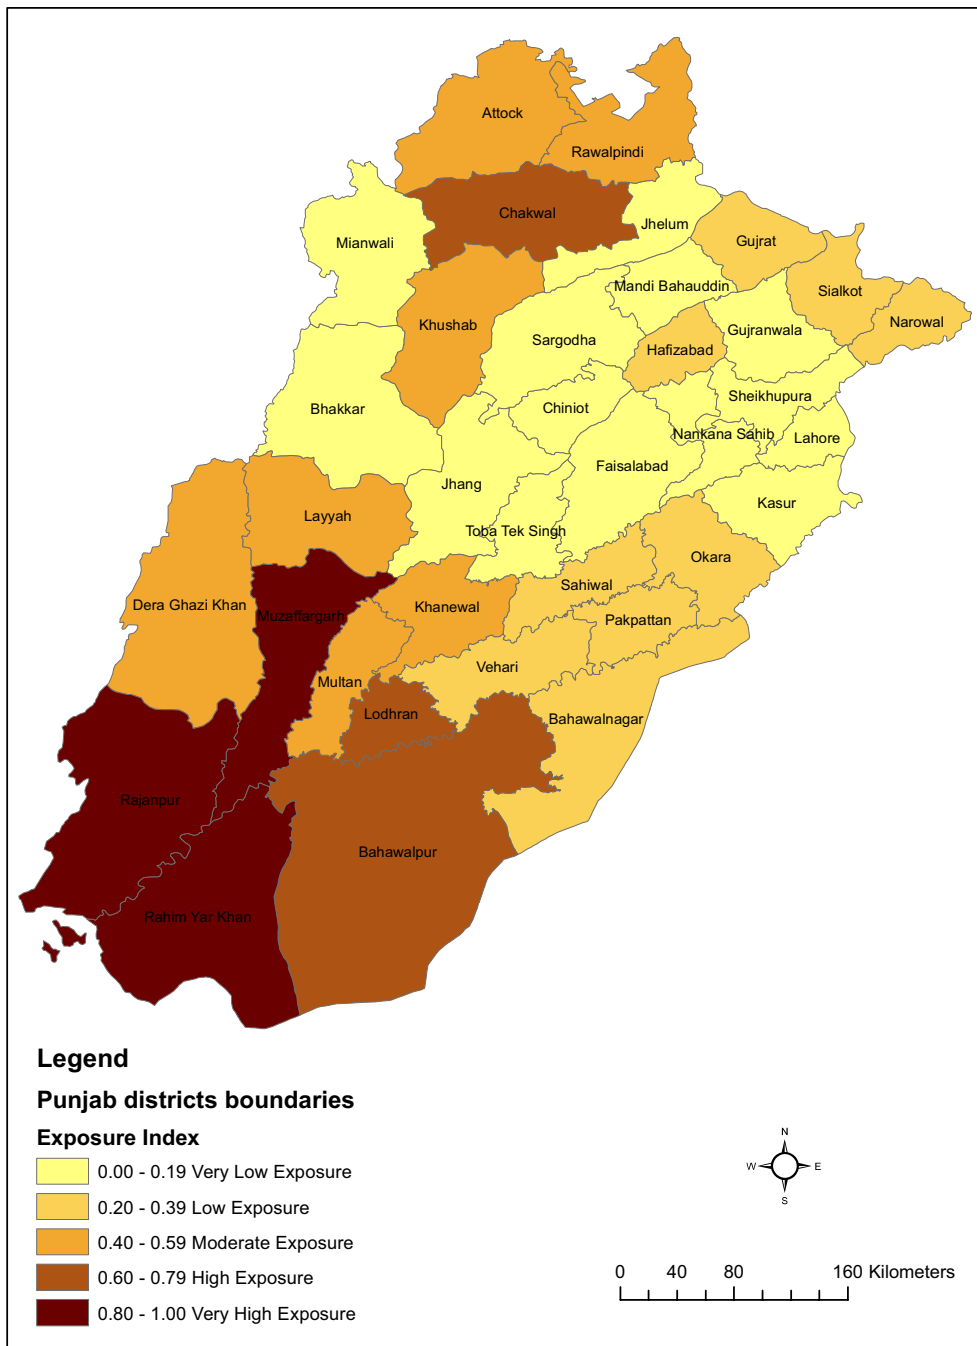 Attock
Rawalpindi
Chakwal
Jhelum
Mianwali
Gujrat
Mandi Bahauddin
Sialkot
Narowal
Khushab
Gujranwala
Sargodha
Hafizabad
Sheikhupura
Bhakkar
Chiniot
Nankana Sahib
Lahore
Faisalabad
Jhang
Kasur
Layyah
Toba Tek Singh
Okara
Sahiwal
Dera Ghazi Khan
Khanewal
Muzaffargarh
Pakpattan
Vehari
Multan
Lodhran
Bahawalnagar
Rajanpur
Bahawalpur
Rahim Yar Khan
Legend
Punjab districts boundaries
Exposure Index
0.00 - 0.19 Very Low Exposure
0.20 - 0.39 Low Exposure
0.40 - 0.59 Moderate Exposure
0.60 - 0.79 High Exposure
0.80 - 1.00 Very High Exposure
N
W E
S
0 40 80 160 Kilometers